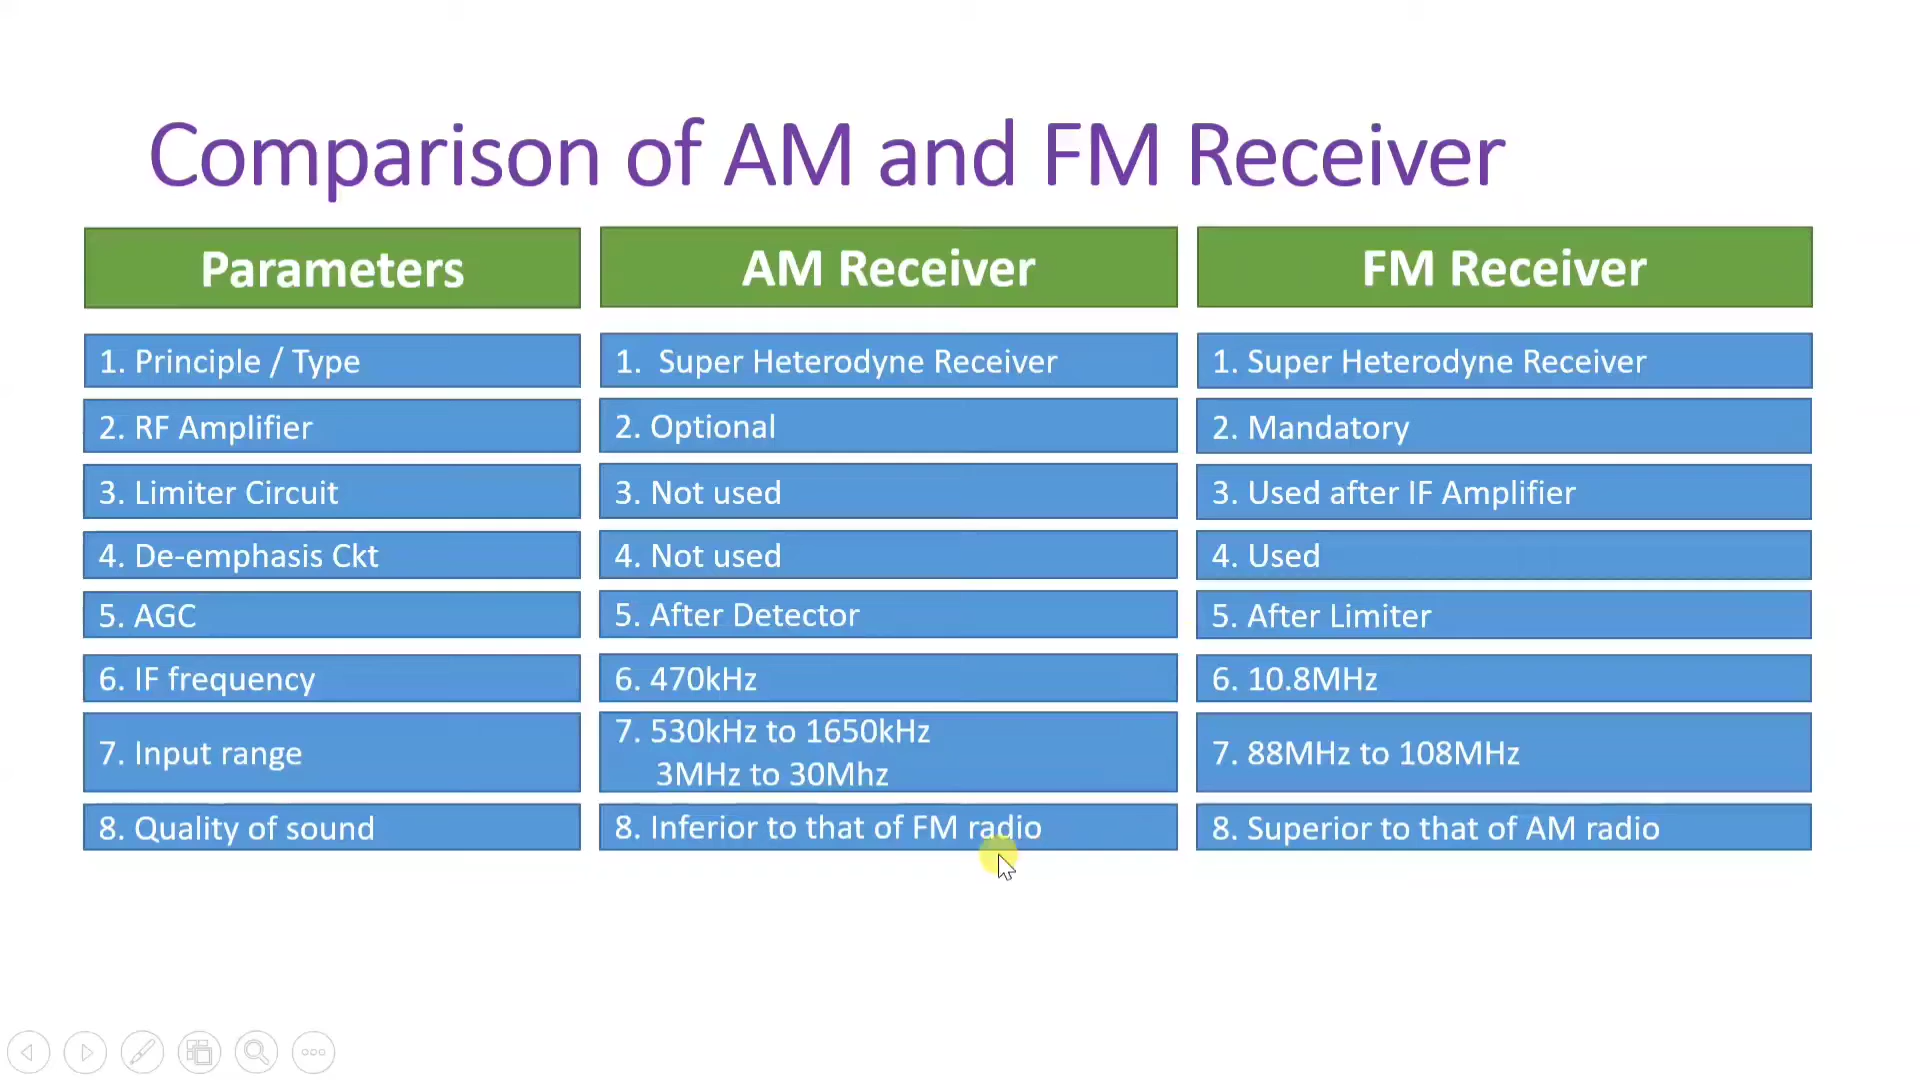 Comparison of AM and FM Receiver
Parameters
AM Receiver
FM Receiver
1. Principle / Type
1. Super Heterodyne Receiver
1. Super Heterodyne Receiver
2. RF Amplifier
2. Optional
2. Mandatory
3. Limiter Circuit
3. Not used
3. Used after IF Amplifier
4. De-emphasis Ckt
4. Not used
4. Used
5. AGC
5. After Detector
5. After Limiter
6. IF frequency
6. 470kHz
6. 10.8MHz
7. Input range
7. 530kHz to 1650kHz
3MHz to 30Mhz
7. 88MHz to 108MHz
8. Quality of sound
8. Inferior to that of FM radio
8. Superior to that of AM radio